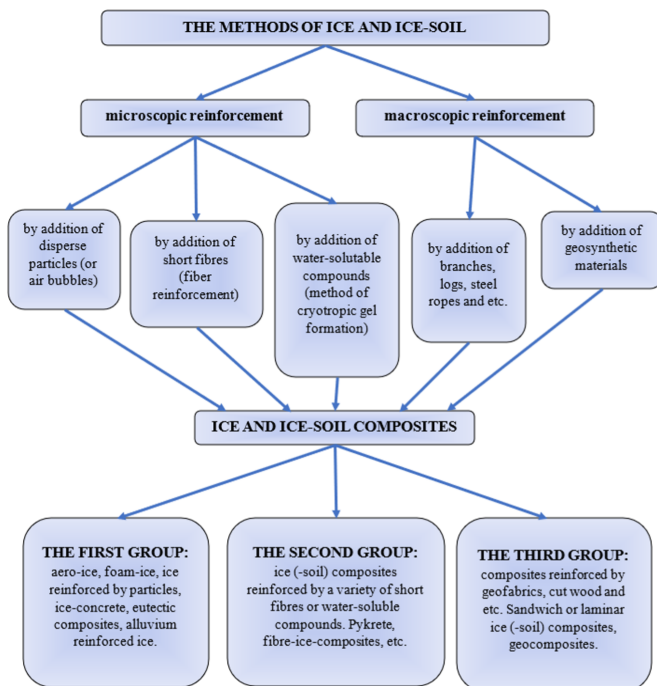 THE METHODS OF ICE AND ICE-SOIL
microscopic reinforcement
macroscopic reinforcement
by addition of
disperse
particles (or
air bubbles)
by addition of
short fibres
(fiber
reinforcement)
by addition of
water-solutable
compounds
(method of
cryotropic gel
formation)
by addition of
branches,
logs, steel
ropes and etc.
by addition of
geosynthetic
materials
ICE AND ICE-SOIL COMPOSITES
THE FIRST GROUP:
aero-ice, foam-ice, ice
reinforced by particles,
ice-concrete, eutectic
composites, alluvium
reinforced ice.
THE SECOND GROUP:
ice (-soil) composites
reinforced by a variety of short
fibres or water-soluble
compounds. Pykrete,
fibre-ice-composites, etc.
THE THIRD GROUP:
composites reinforced by
geofabrics, cut wood and
etc. Sandwich or laminar
ice (-soil) composites,
geocomposites.